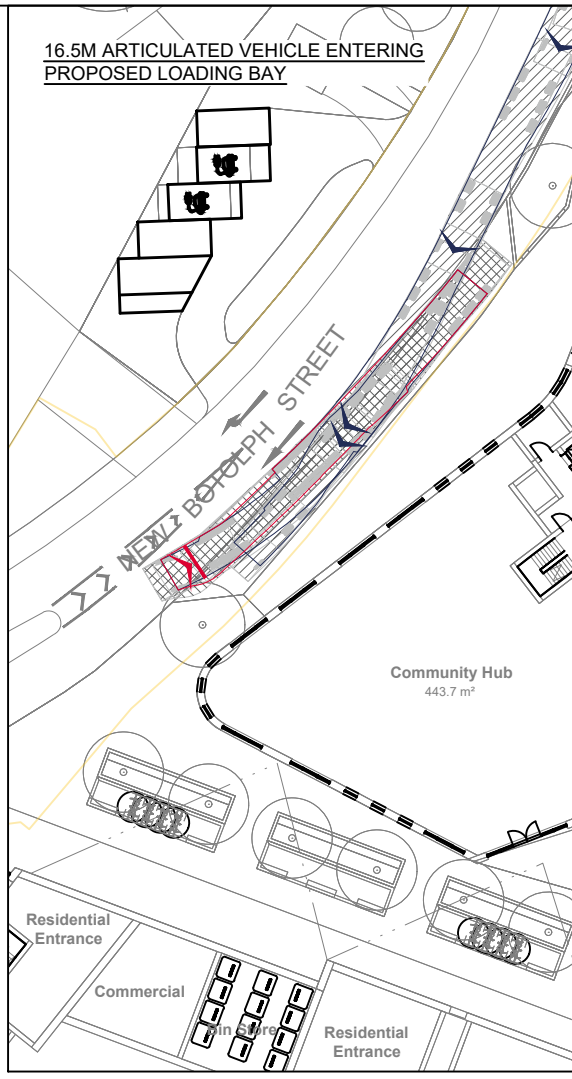 16.5M ARTICULATED VEHICLE ENTERING
PROPOSED LOADING BAY
NEW BOTOLPH STREET
Community Hub
443.7 m²
Residential
Entrance
Commercial
Bin Store
Residential
Entrance